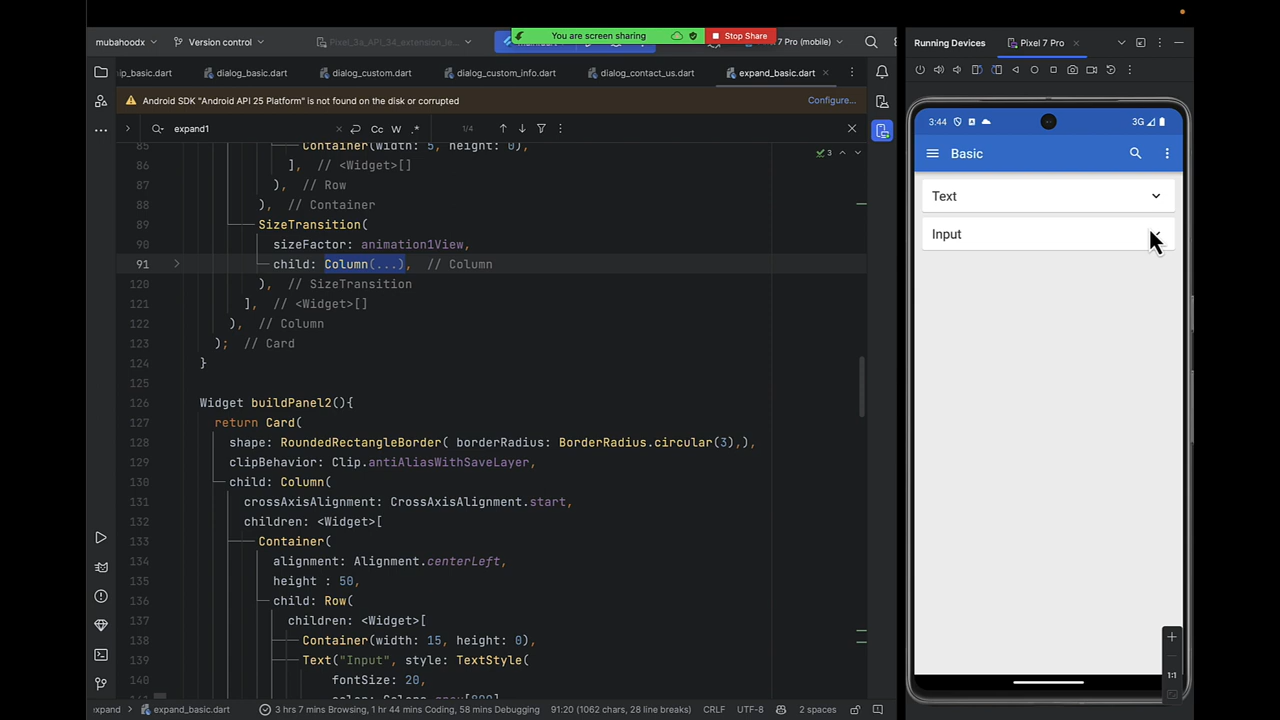 mubahoodx
Version control
Pixel_3a_API_34_extension_le
You are screen sharing
Stop Share
7 Pro (mobile)
Running Devices
Pixel 7 Pro
ip_basic.dart
dialog_basic.dart
dialog_custom.dart
dialog_custom_info.dart
dialog_contact_us.dart
expand_basic.dart
Android SDK "Android API 25 Platform" is not found on the disk or corrupted
Configure...
expand1
Cc W .*
1/4
3
85 Container(width: 5, height: 0),
86 ], // <Widget>[]
87 ), // Row
88 ), // Container
89 SizeTransition(
90 sizeFactor: animation1View,
91 child: Column(...), // Column
120 ), // SizeTransition
121 ], // <Widget>[]
122 ), // Column
123 ); // Card
124 }
125
126 Widget buildPanel2(){
127 return Card(
128 shape: RoundedRectangleBorder( borderRadius: BorderRadius.circular(3),),
129 clipBehavior: Clip.antiAliasWithSaveLayer,
130 child: Column(
131 crossAxisAlignment: CrossAxisAlignment.start,
132 children: <Widget>[
133 Container(
134 alignment: Alignment.centerLeft,
135 height : 50,
136 child: Row(
137 children: <Widget>[
138 Container(width: 15, height: 0),
139 Text("Input", style: TextStyle(
140 fontSize: 20,
3:44
3G
Basic
Text
Input
1:1
expand
expand_basic.dart
3 hrs 7 mins Browsing, 1 hr 44 mins Coding, 58 mins Debugging
91:20 (1062 chars, 28 line breaks)
CRLF
UTF-8
2 spaces